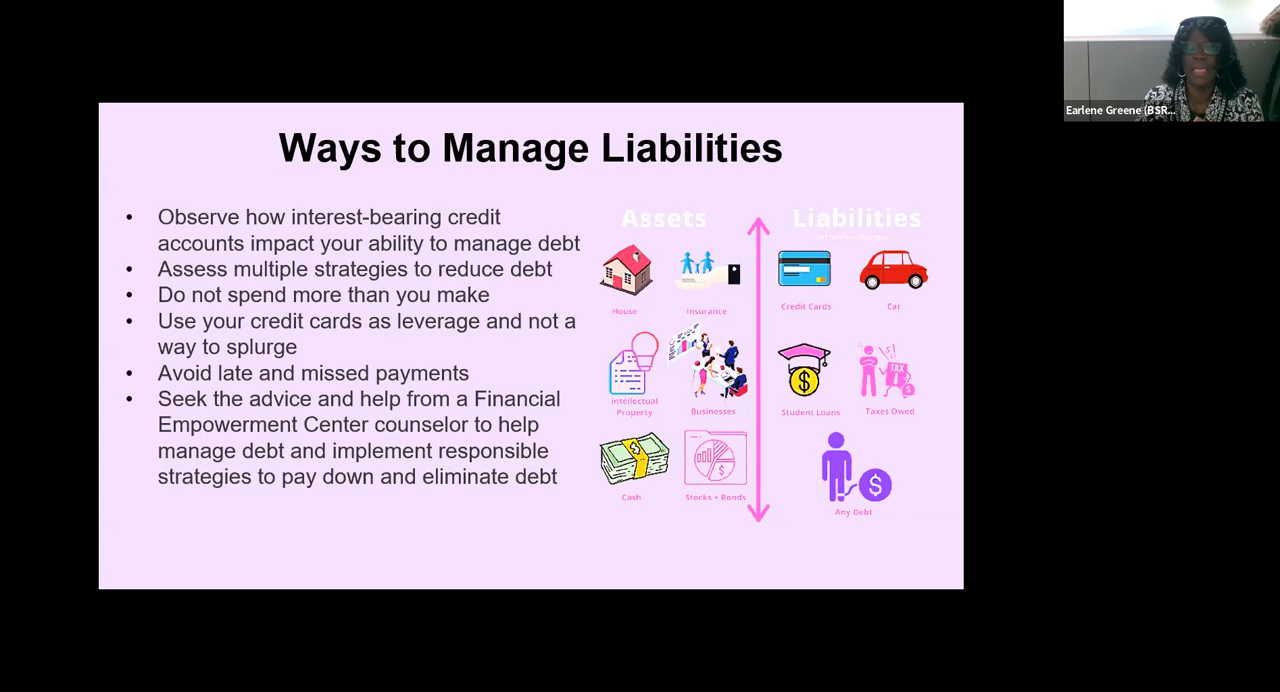 Earlene Greene (BSR...
Ways to Manage Liabilities
• Observe how interest-bearing credit
accounts impact your ability to manage debt
• Assess multiple strategies to reduce debt
• Do not spend more than you make
• Use your credit cards as leverage and not a
way to splurge
• Avoid late and missed payments
• Seek the advice and help from a Financial
Empowerment Center counselor to help
manage debt and implement responsible
strategies to pay down and eliminate debt
Assets
House
Insurance
Intellectual
Property
Businesses
Cash
Stocks + Bonds
Liabilities
Credit Cards
Car
Student Loans
TAX
Taxes Owed
Any Debt